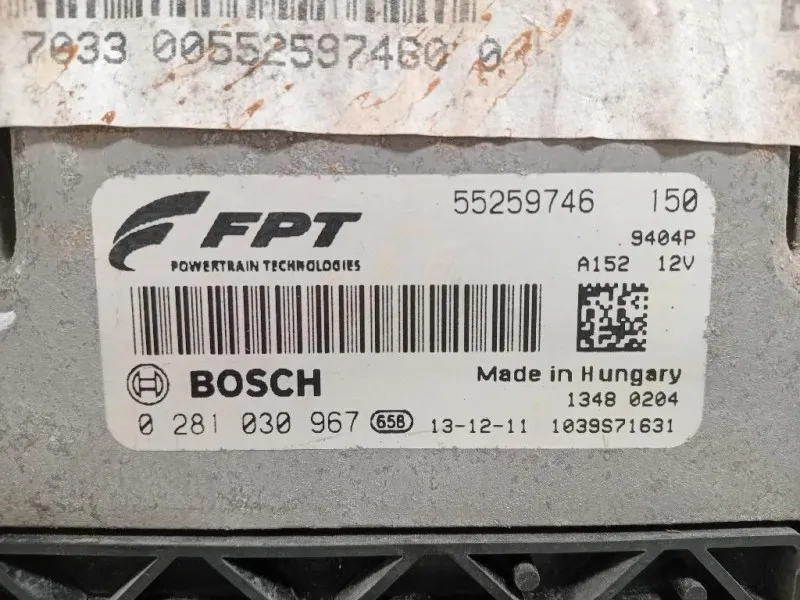 7033 00552597460 0
FPT
POWERTRAIN TECHNOLOGIES
55259746 150
9404P
A152 12V
BOSCH
Made in Hungary
1348 0204
0 281 030 967 658 13-12-11 1039S71631